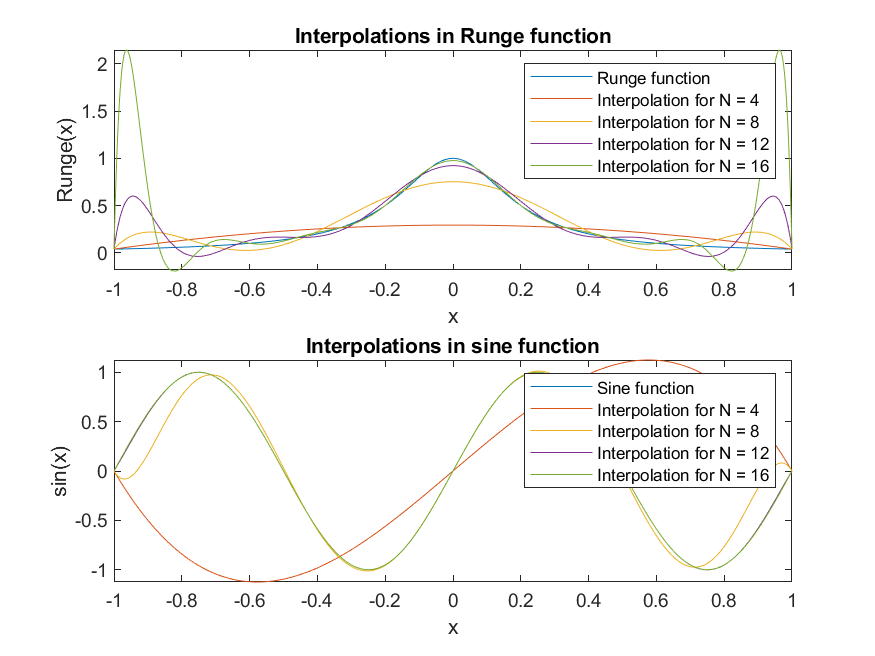 Interpolations in Runge function
Runge(x)
2
1.5
1
0.5
0
Runge function
Interpolation for N = 4
Interpolation for N = 8
Interpolation for N = 12
Interpolation for N = 16
-1 -0.8 -0.6 -0.4 -0.2 0 0.2 0.4 0.6 0.8 1
x
Interpolations in sine function
sin(x)
1
0.5
0
-0.5
-1
Sine function
Interpolation for N = 4
Interpolation for N = 8
Interpolation for N = 12
Interpolation for N = 16
-1 -0.8 -0.6 -0.4 -0.2 0 0.2 0.4 0.6 0.8 1
x